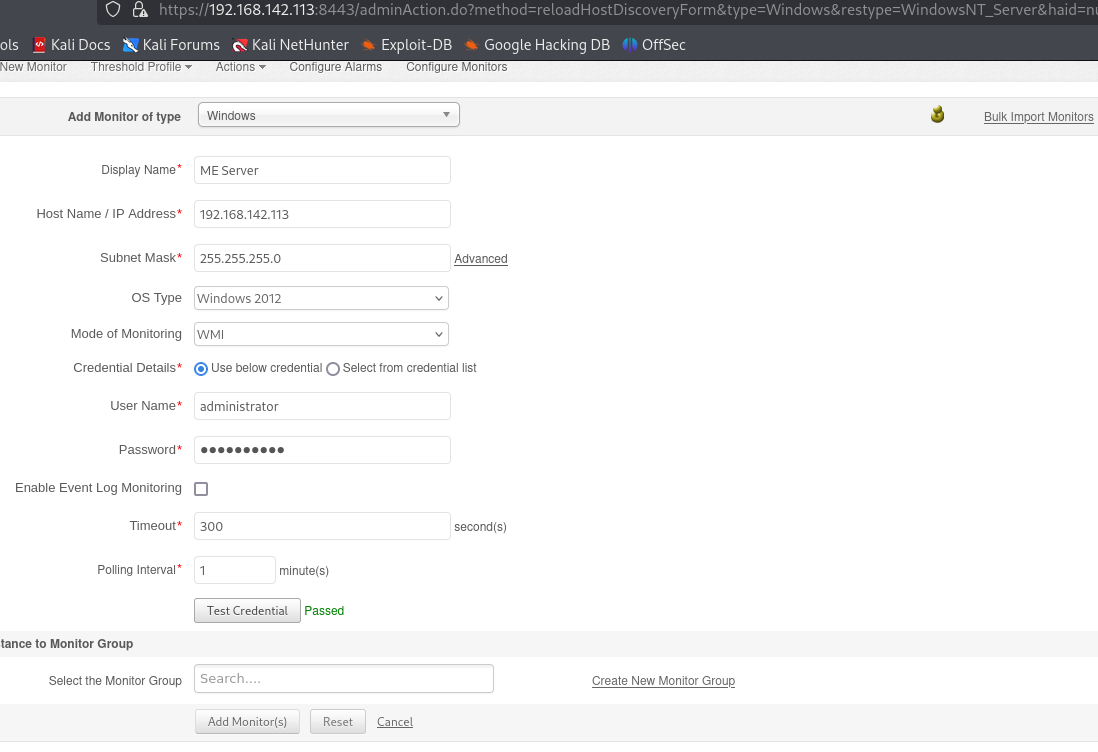 https://192.168.142.113:8443/adminAction.do?method=reloadHostDiscoveryForm&type=Windows&restype=WindowsNT_Server&haid=nu
ols Kali Docs Kali Forums Kali NetHunter Exploit-DB Google Hacking DB OffSec
New Monitor Threshold Profile Actions Configure Alarms Configure Monitors
Add Monitor of type Windows Bulk Import Monitors
Display Name* ME Server
Host Name / IP Address* 192.168.142.113
Subnet Mask* 255.255.255.0 Advanced
OS Type Windows 2012
Mode of Monitoring WMI
Credential Details* Use below credential Select from credential list
User Name* administrator
Password* ●●●●●●●●●●
Enable Event Log Monitoring
Timeout* 300 second(s)
Polling Interval* 1 minute(s)
Test Credential Passed
tance to Monitor Group
Select the Monitor Group Search.... Create New Monitor Group
Add Monitor(s) Reset Cancel